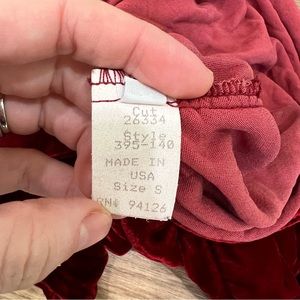 Cut
26334
Style
395-140
MADE IN
USA
Size S
RN# 94126